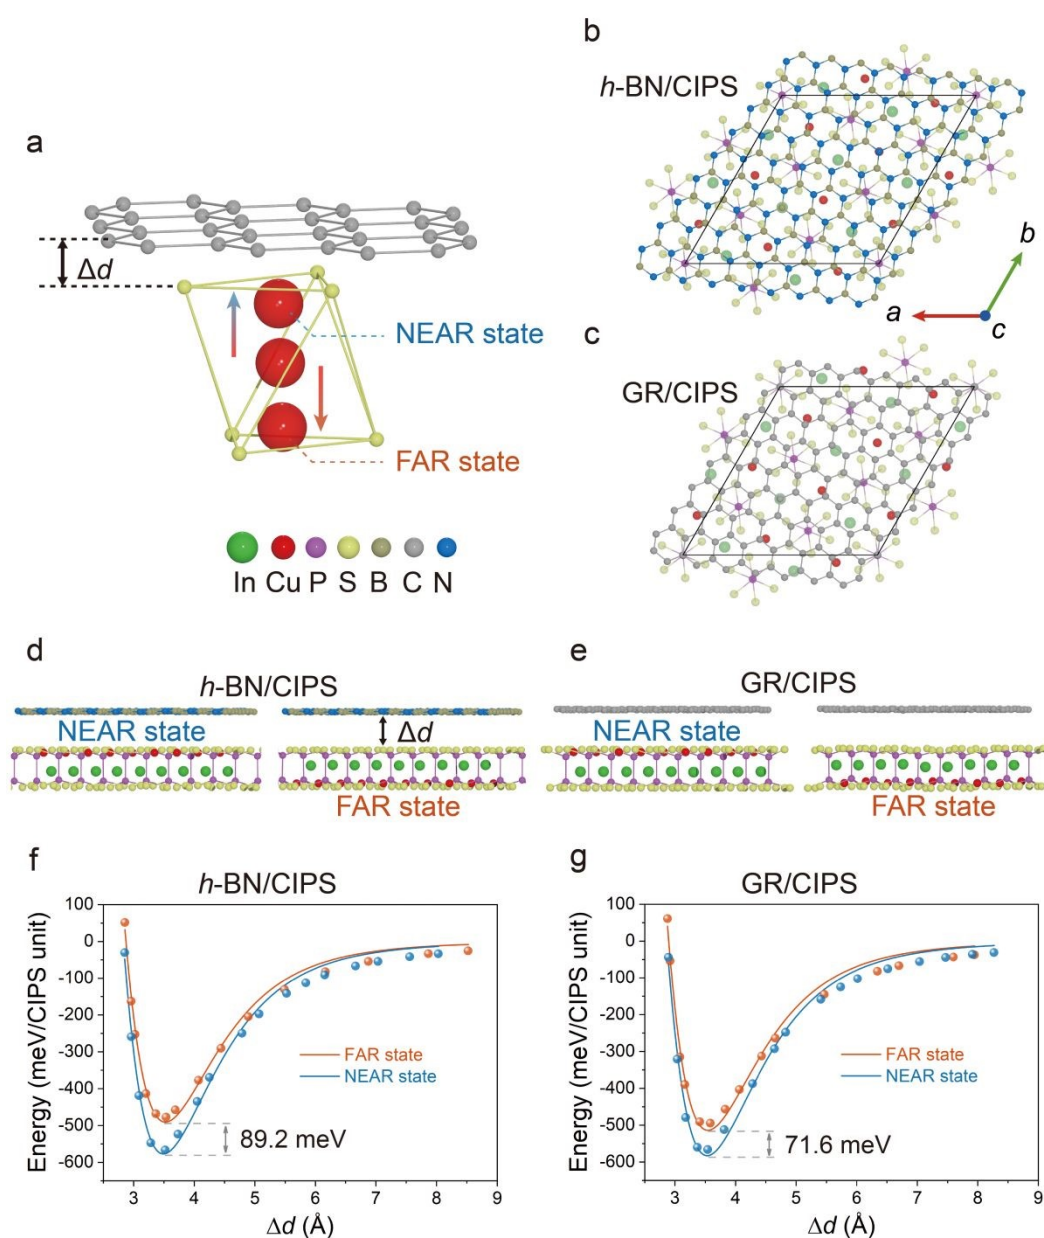 a
Δd
NEAR state
FAR state
In Cu P S B C N
b
h-BN/CIPS
b
a
c
c
GR/CIPS
d
h-BN/CIPS
NEAR state
Δd
FAR state
e
GR/CIPS
NEAR state
FAR state
f
h-BN/CIPS
Energy (meV/CIPS unit)
100
0
-100
-200
-300
-400
-500
-600
FAR state
NEAR state
89.2 meV
3 4 5 6 7 8 9
Δd (Å)
g
GR/CIPS
Energy (meV/CIPS unit)
100
0
-100
-200
-300
-400
-500
-600
FAR state
NEAR state
71.6 meV
3 4 5 6 7 8 9
Δd (Å)